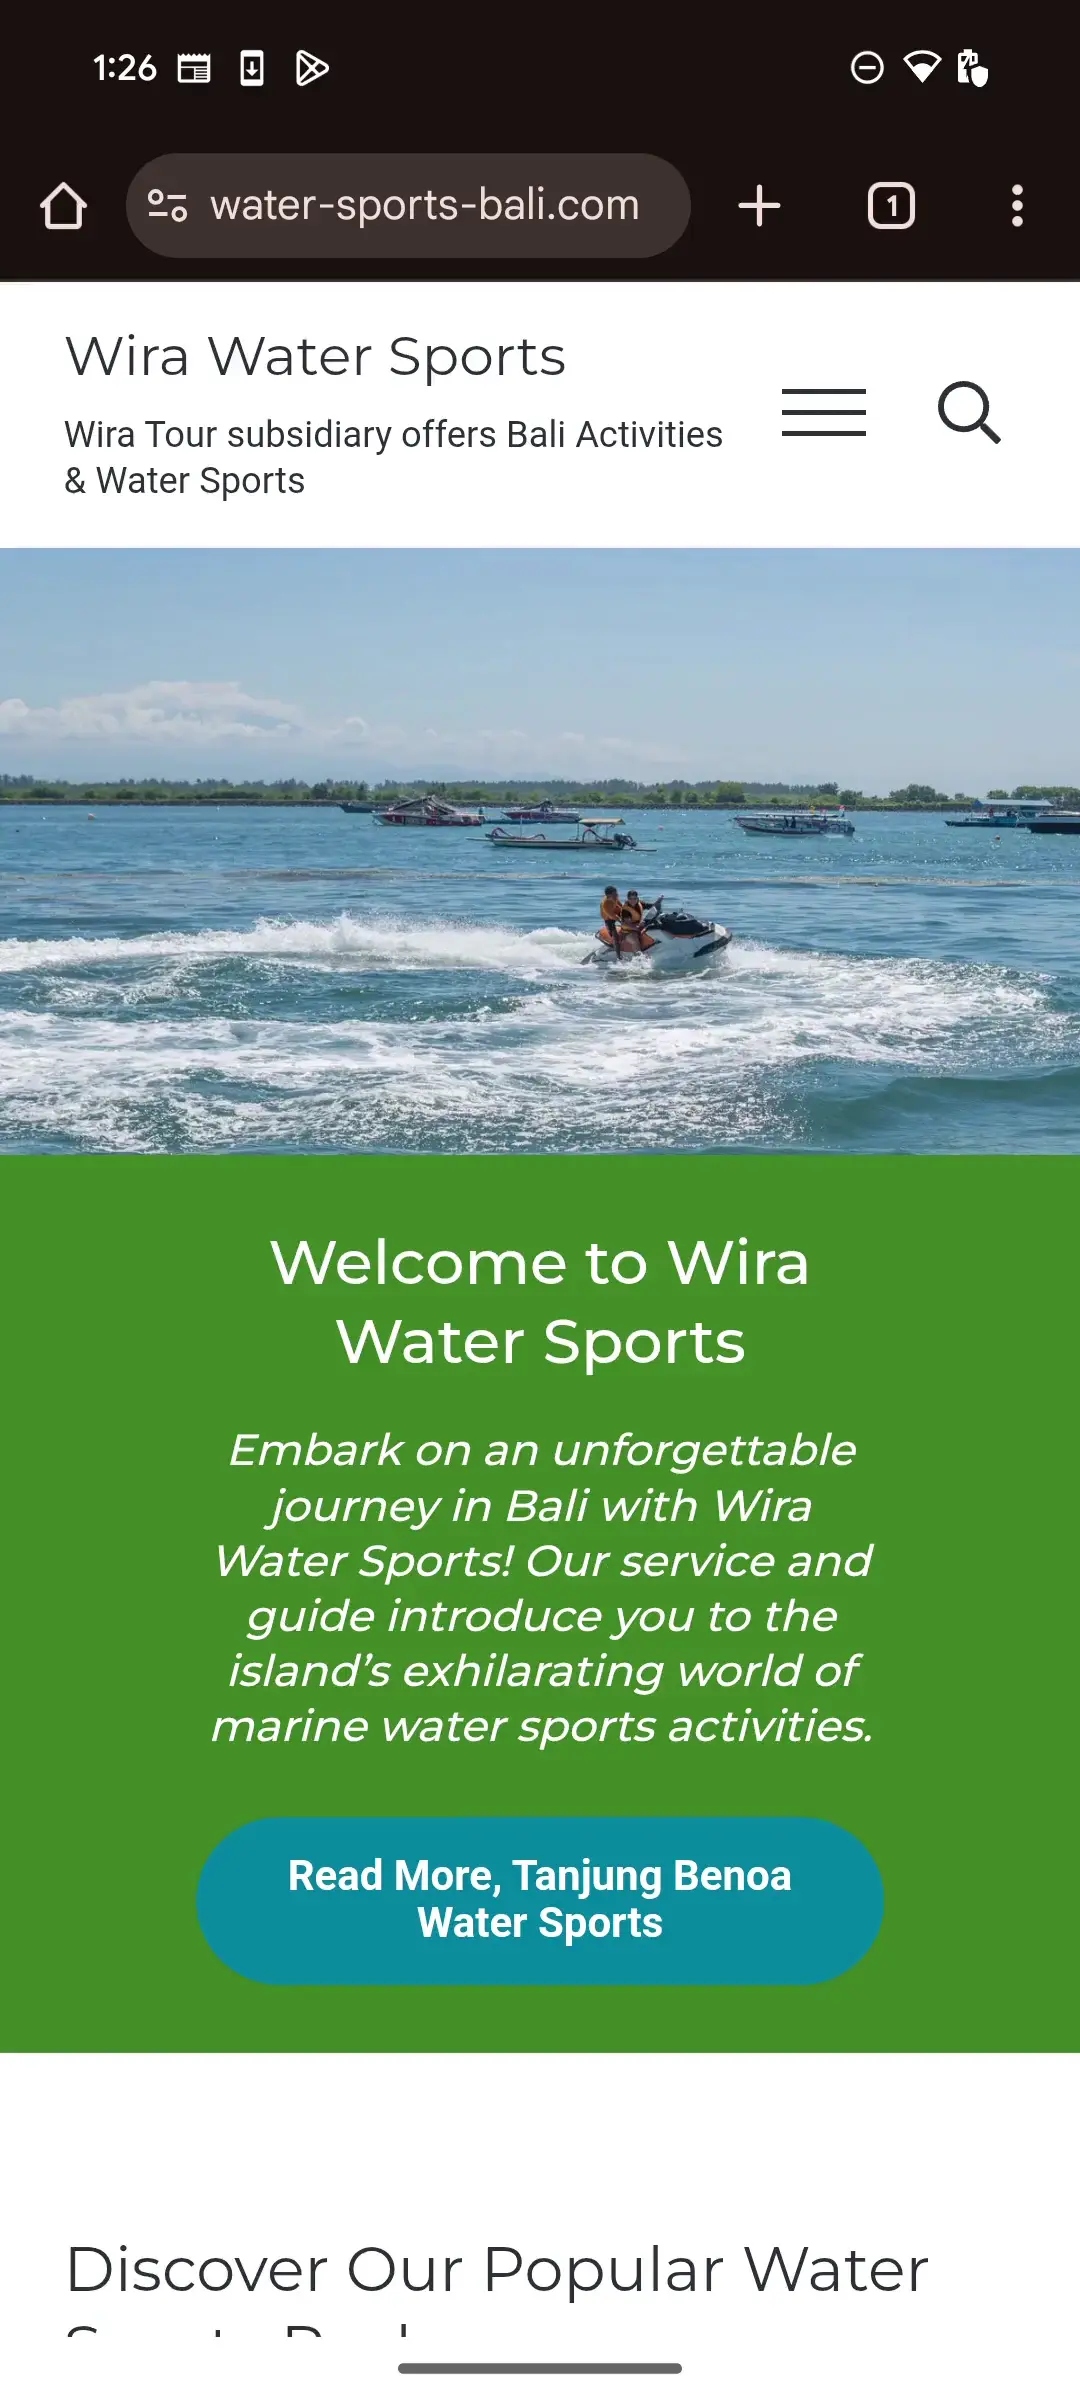 1:26
water-sports-bali.com
1
Wira Water Sports
Wira Tour subsidiary offers Bali Activities
& Water Sports
Welcome to Wira
Water Sports
Embark on an unforgettable
journey in Bali with Wira
Water Sports! Our service and
guide introduce you to the
island’s exhilarating world of
marine water sports activities.
Read More, Tanjung Benoa
Water Sports
Discover Our Popular Water